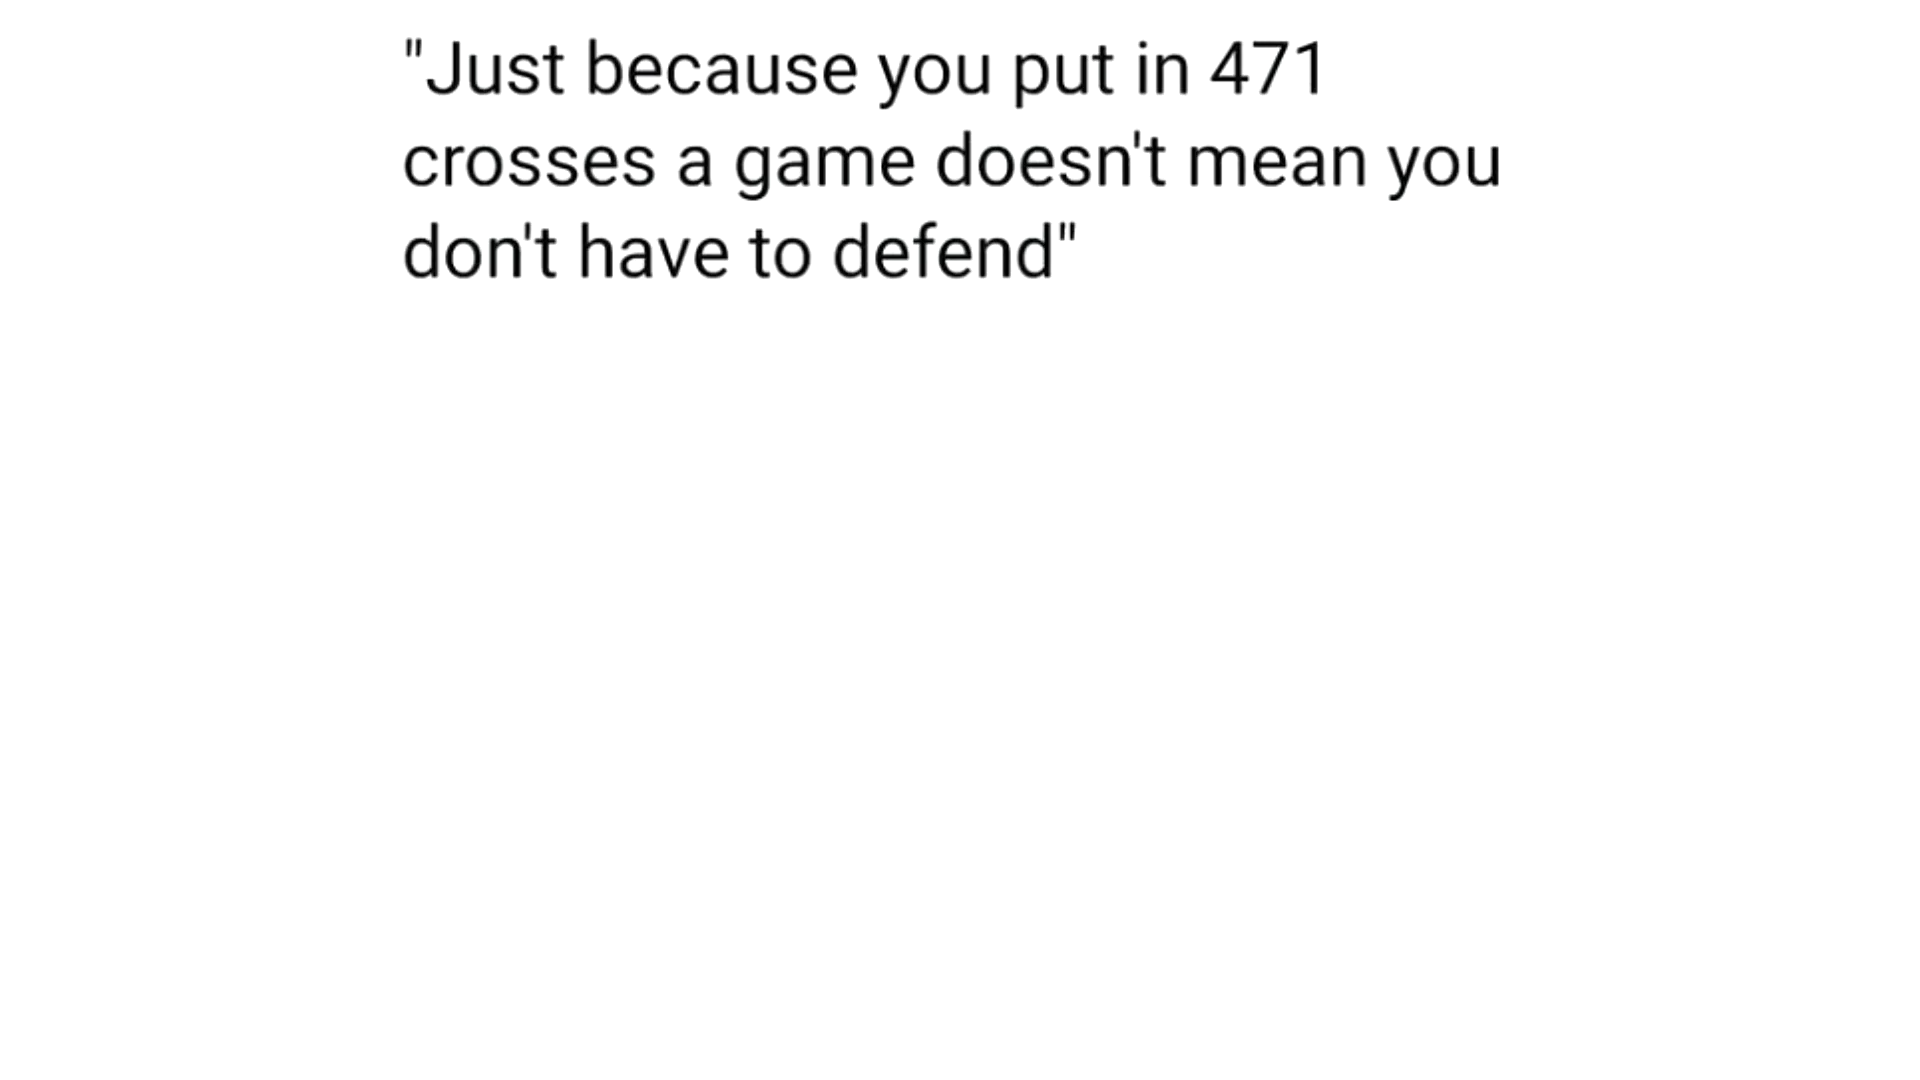 "Just because you put in 471
crosses a game doesn't mean you
don't have to defend"